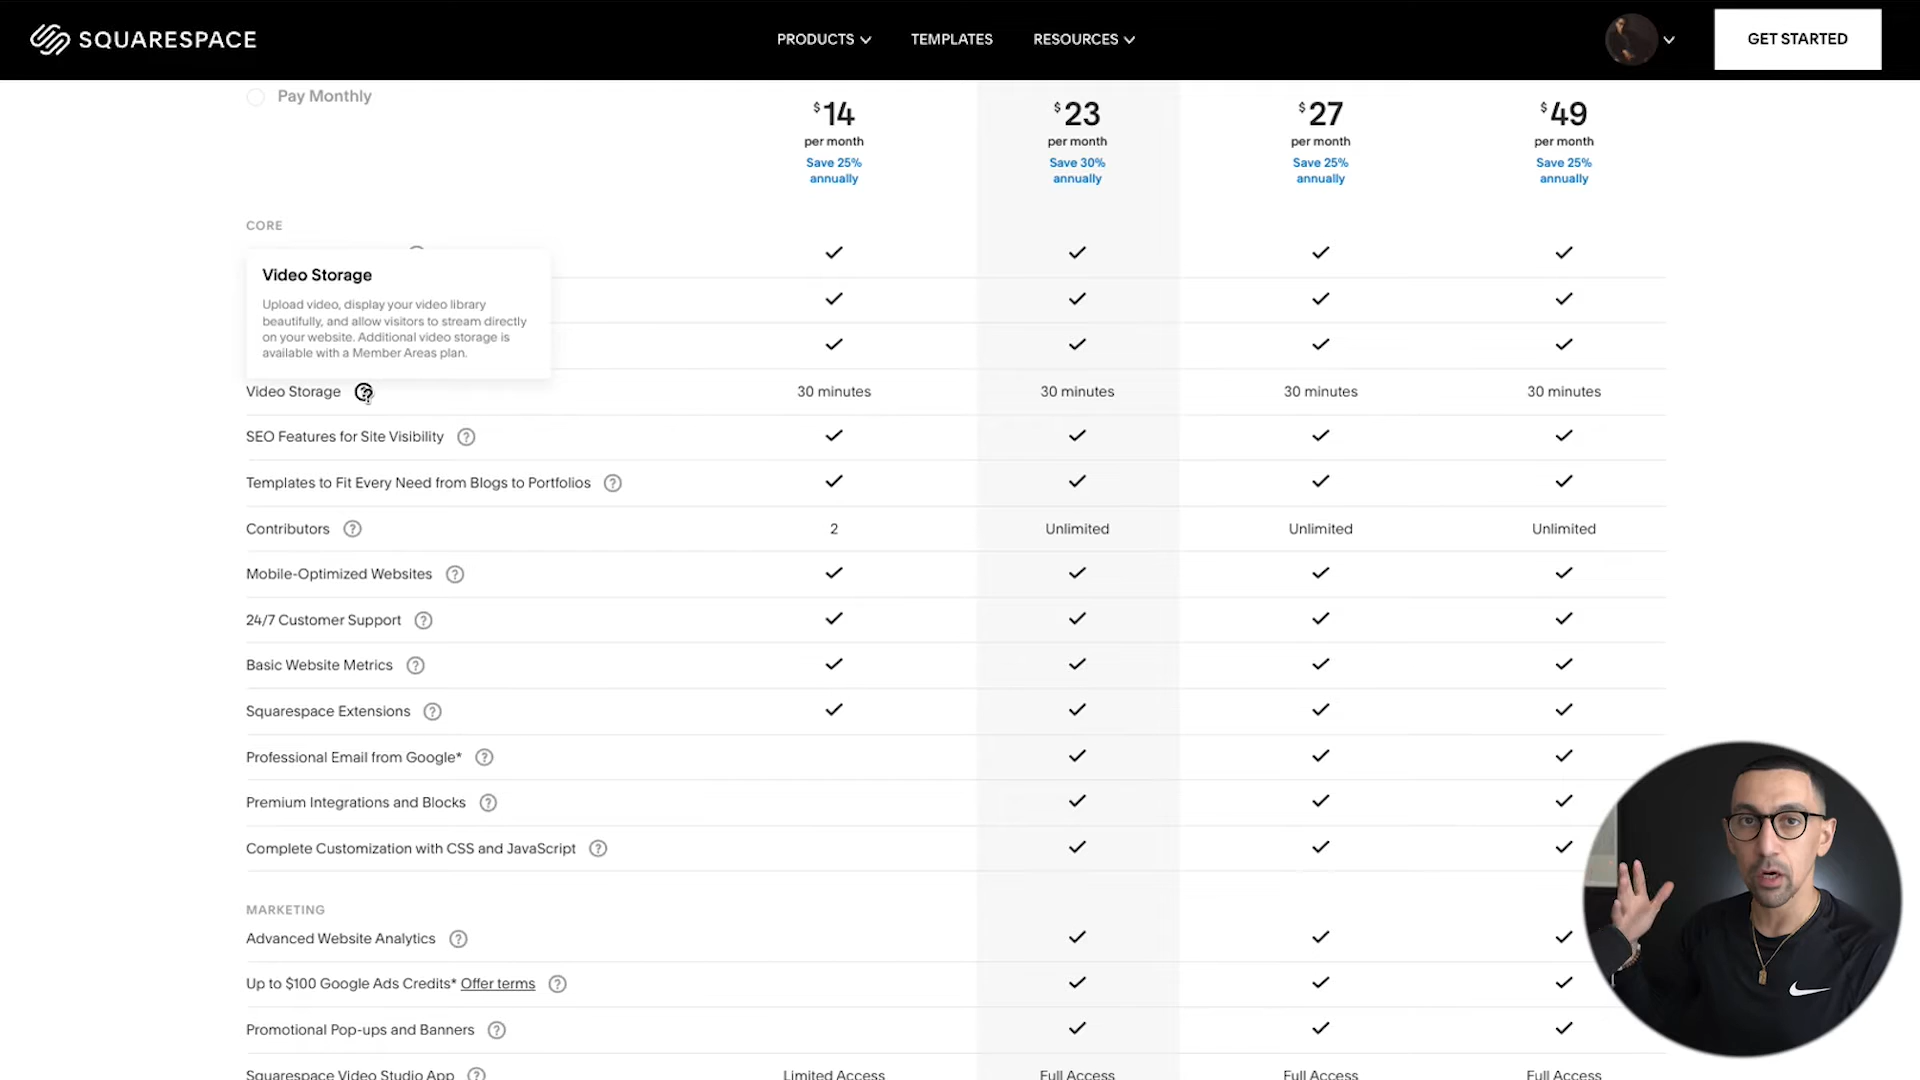 SQUARESPACE
PRODUCTS
TEMPLATES
RESOURCES
GET STARTED
Pay Monthly
$14 $23 $27 $49
per month per month per month per month
Save 25% Save 30% Save 25% Save 25%
annually annually annually annually
CORE
Video Storage
Upload video, display your video library
beautifully, and allow visitors to stream directly
on your website. Additional video storage is
available with a Member Areas plan.
Video Storage ? 30 minutes 30 minutes 30 minutes 30 minutes
SEO Features for Site Visibility ?
Templates to Fit Every Need from Blogs to Portfolios ?
Contributors ? 2 Unlimited Unlimited Unlimited
Mobile-Optimized Websites ?
24/7 Customer Support ?
Basic Website Metrics ?
Squarespace Extensions ?
Professional Email from Google* ?
Premium Integrations and Blocks ?
Complete Customization with CSS and JavaScript ?
MARKETING
Advanced Website Analytics ?
Up to $100 Google Ads Credits* Offer terms ?
Promotional Pop-ups and Banners ?
Squarespace Video Studio App ? Limited Access Full Access Full Access Full Access